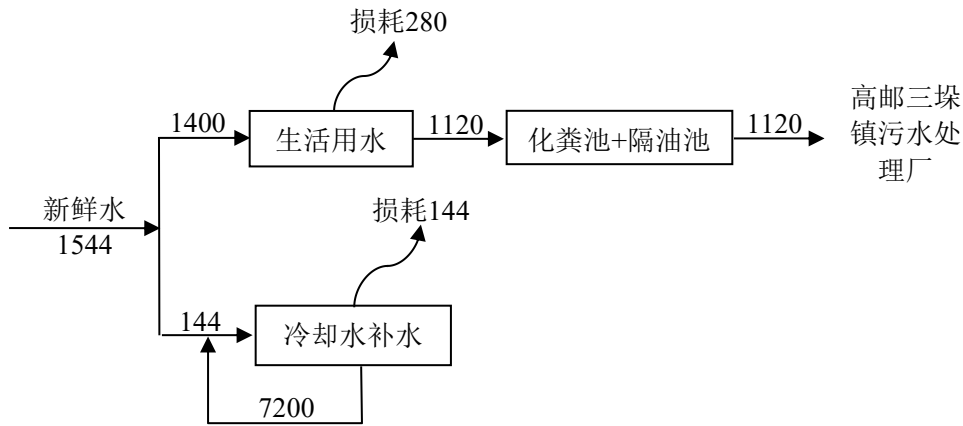 损耗280
1400
生活用水
1120
化粪池+隔油池
1120
高邮三垛
镇污水处
理厂
新鲜水
1544
损耗144
144
冷却水补水
7200